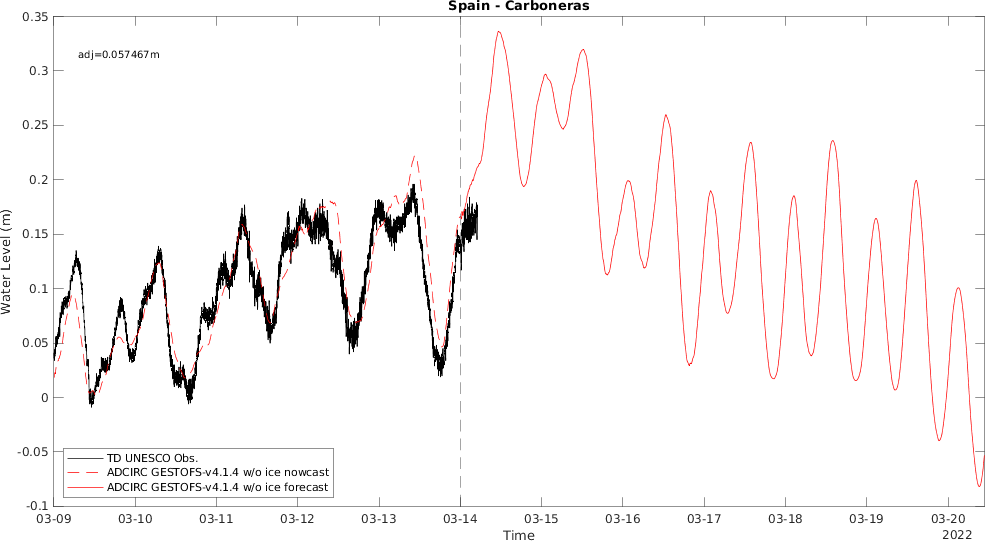 Spain - Carboneras
adj=0.057467m
0.35
0.3
0.25
0.2
0.15
0.1
0.05
0
-0.05
-0.1
Water Level (m)
TD UNESCO Obs.
ADCIRC GESTOFS-v4.1.4 w/o ice nowcast
ADCIRC GESTOFS-v4.1.4 w/o ice forecast
03-09 03-10 03-11 03-12 03-13 03-14 03-15 03-16 03-17 03-18 03-19 03-20
Time
2022